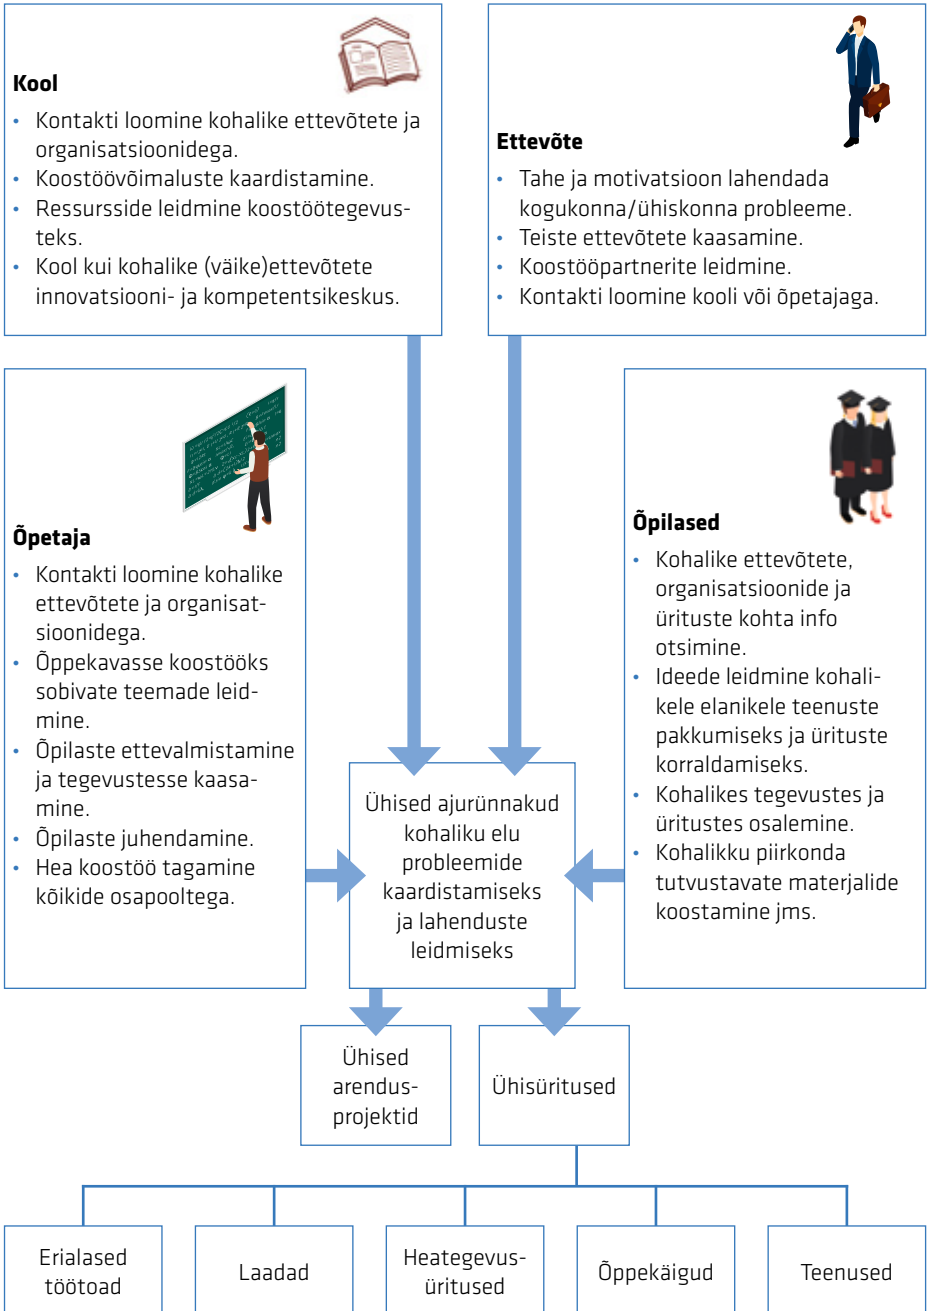 Kool
• Kontakti loomine kohalike ettevõtete ja
organisatsioonidega.
• Koostöövõimaluste kaardistamine.
• Ressursside leidmine koostöötegevus-
teks.
• Kool kui kohalike (väike)ettevõtete
innovatsiooni- ja kompetentsikeskus.
Ettevõte
• Tahe ja motivatsioon lahendada
kogukonna/ühiskonna probleeme.
• Teiste ettevõtete kaasamine.
• Koostööpartnerite leidmine.
• Kontakti loomine kooli või õpetajaga.
Õpetaja
• Kontakti loomine kohalike
ettevõtete ja organisat-
sioonidega.
• Õppekavasse koostööks
sobivate teemade leid-
mine.
• Õpilaste ettevalmistamine
ja tegevustesse kaasa-
mine.
• Õpilaste juhendamine.
• Hea koostöö tagamine
kõikide osapooltega.
Õpilased
• Kohalike ettevõtete,
organisatsioonide ja
ürituste kohta info
otsimine.
• Ideede leidmine kohali-
kele elanikele teenuste
pakkumiseks ja ürituste
korraldamiseks.
• Kohalikes tegevustes ja
üritustes osalemine.
• Kohalikku piirkonda
tutvustavate materjalide
koostamine jms.
Ühised ajurünnakud
kohaliku elu
probleemide
kaardistamiseks
ja lahenduste
leidmiseks
Ühised
arendus-
projektid
Ühisüritused
Erialased
töötoad
Laadad
Heategevus-
üritused
Õppekäigud
Teenused